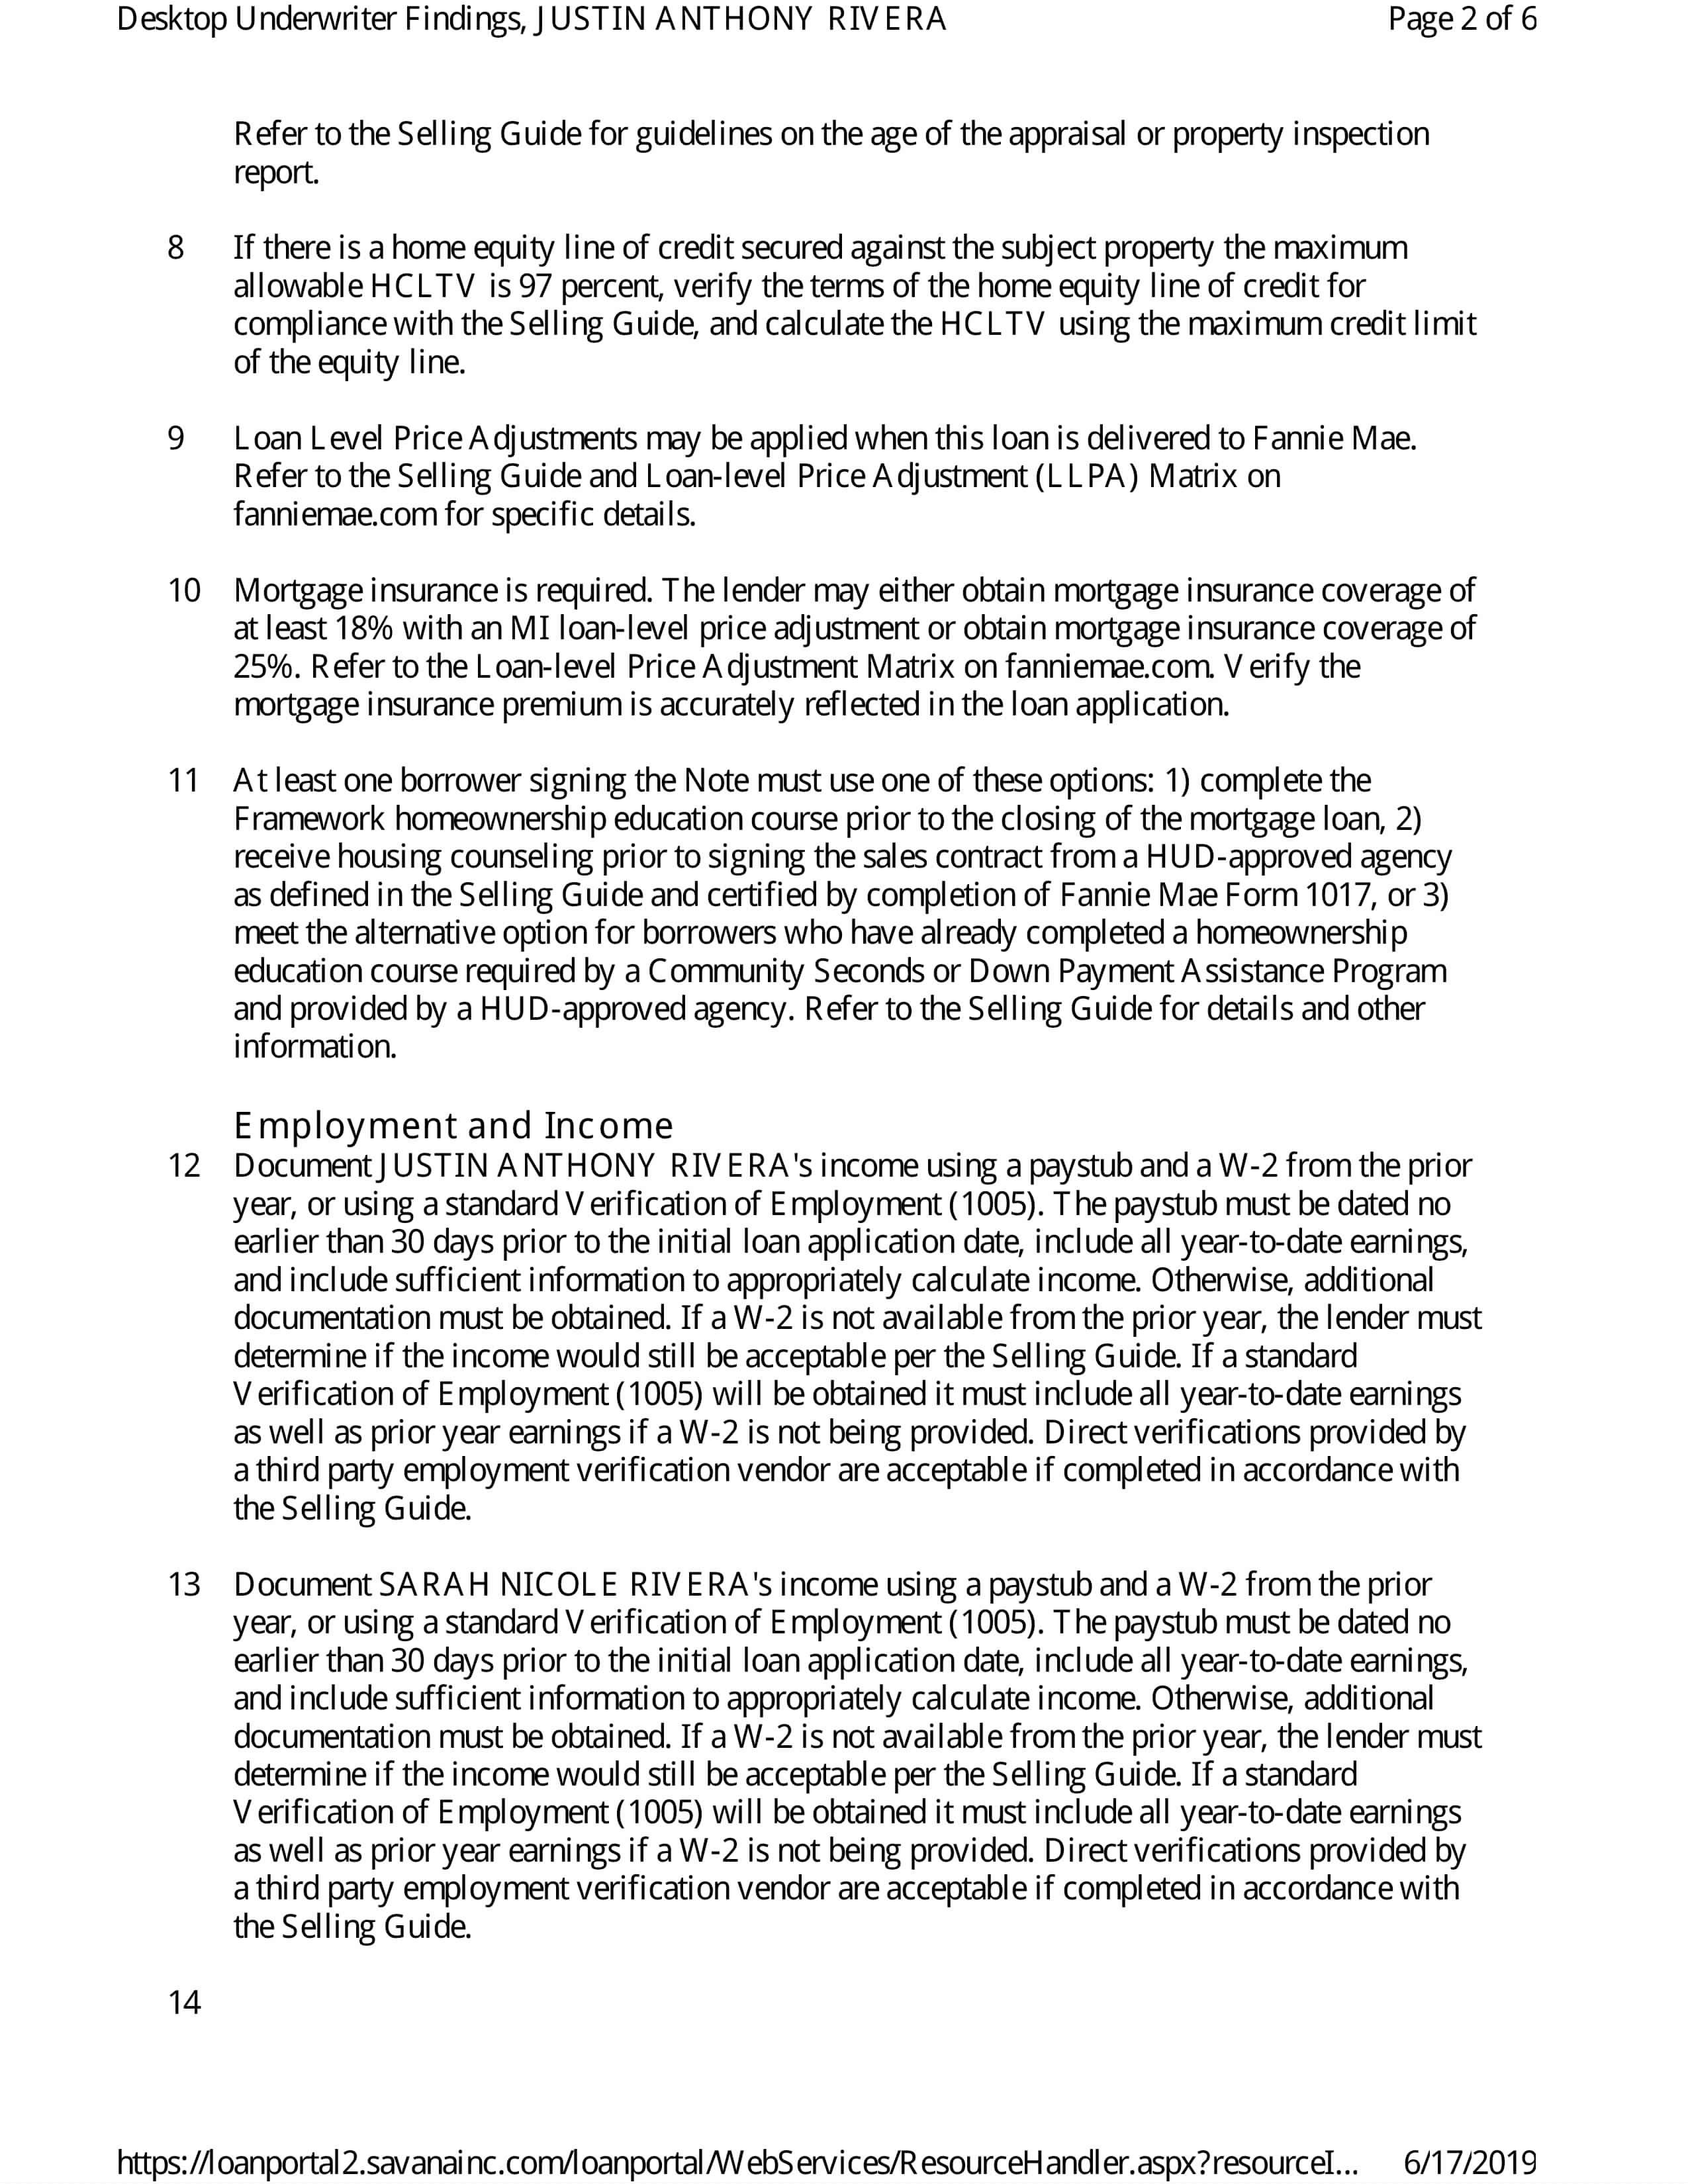 Desktop Underwriter Findings, JUSTIN ANTHONY RIVERA Page 2 of 6
Refer to the Selling Guide for guidelines on the age of the appraisal or property inspection
report.
8 If there is a home equity line of credit secured against the subject property the maximum
allowable HCLTV is 97 percent, verify the terms of the home equity line of credit for
compliance with the Selling Guide, and calculate the HCLTV using the maximum credit limit
of the equity line.
9 Loan Level Price Adjustments may be applied when this loan is delivered to Fannie Mae.
Refer to the Selling Guide and Loan-level Price Adjustment (LLPA) Matrix on
fanniemae.com for specific details.
10 Mortgage insurance is required. The lender may either obtain mortgage insurance coverage of
at least 18% with an MI loan-level price adjustment or obtain mortgage insurance coverage of
25%. Refer to the Loan-level Price Adjustment Matrix on fanniemae.com. Verify the
mortgage insurance premium is accurately reflected in the loan application.
11 At least one borrower signing the Note must use one of these options: 1) complete the
Framework homeownership education course prior to the closing of the mortgage loan, 2)
receive housing counseling prior to signing the sales contract from a HUD-approved agency
as defined in the Selling Guide and certified by completion of Fannie Mae Form 1017, or 3)
meet the alternative option for borrowers who have already completed a homeownership
education course required by a Community Seconds or Down Payment Assistance Program
and provided by a HUD-approved agency. Refer to the Selling Guide for details and other
information.
Employment and Income
12 Document JUSTIN ANTHONY RIVERA's income using a paystub and a W-2 from the prior
year, or using a standard Verification of Employment (1005). The paystub must be dated no
earlier than 30 days prior to the initial loan application date, include all year-to-date earnings,
and include sufficient information to appropriately calculate income. Otherwise, additional
documentation must be obtained. If a W-2 is not available from the prior year, the lender must
determine if the income would still be acceptable per the Selling Guide. If a standard
Verification of Employment (1005) will be obtained it must include all year-to-date earnings
as well as prior year earnings if a W-2 is not being provided. Direct verifications provided by
a third party employment verification vendor are acceptable if completed in accordance with
the Selling Guide.
13 Document SARAH NICOLE RIVERA's income using a paystub and a W-2 from the prior
year, or using a standard Verification of Employment (1005). The paystub must be dated no
earlier than 30 days prior to the initial loan application date, include all year-to-date earnings,
and include sufficient information to appropriately calculate income. Otherwise, additional
documentation must be obtained. If a W-2 is not available from the prior year, the lender must
determine if the income would still be acceptable per the Selling Guide. If a standard
Verification of Employment (1005) will be obtained it must include all year-to-date earnings
as well as prior year earnings if a W-2 is not being provided. Direct verifications provided by
a third party employment verification vendor are acceptable if completed in accordance with
the Selling Guide.
14
https://loanportal2.savanainc.com/loanportal/WebServices/ResourceHandler.aspx?resourceI... 6/17/2019